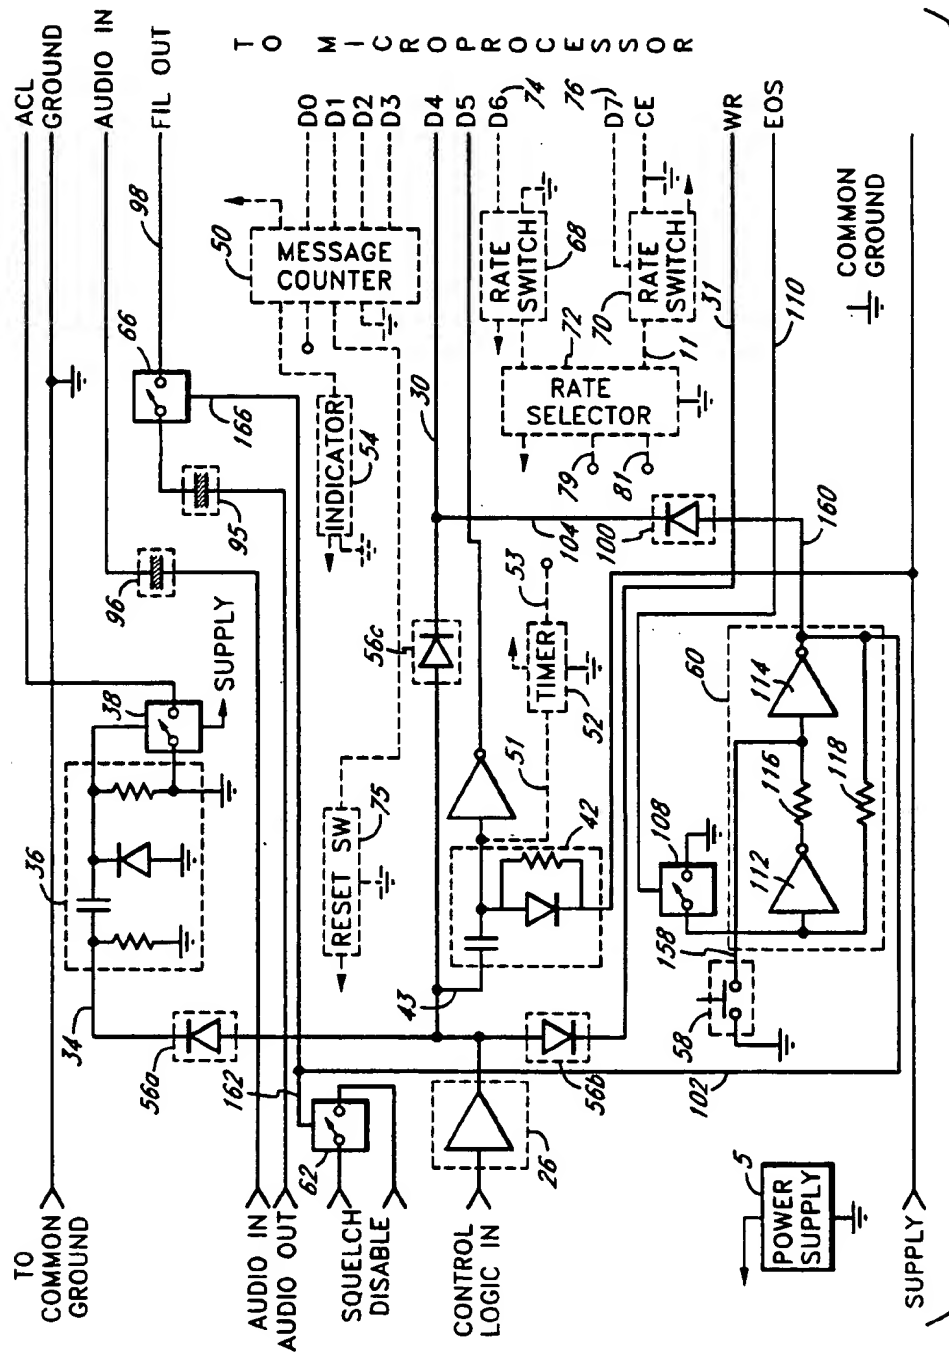 ACL
GROUND
AUDIO IN
FIL OUT
TO MICROPROCESSOR
98
66
166
50
MESSAGE
COUNTER
D0
D1
D2
D3
D4
D5
D6
74
76
D7
CE
WR
EOS
RATE
SWITCH
68
70
RATE
SWITCH
72
11
RATE
SELECTOR
79
81
31
110
COMMON
GROUND
30
INDICATOR
54
95
96
38
SUPPLY
36
34
56a
56c
RESET SW
75
TIMER
52
53
51
42
43
104
100
160
60
114
116
118
112
108
158
58
56b
102
162
62
26
TO
COMMON
GROUND
AUDIO IN
AUDIO OUT
SQUELCH
DISABLE
CONTROL
LOGIC IN
5
POWER
SUPPLY
SUPPLY